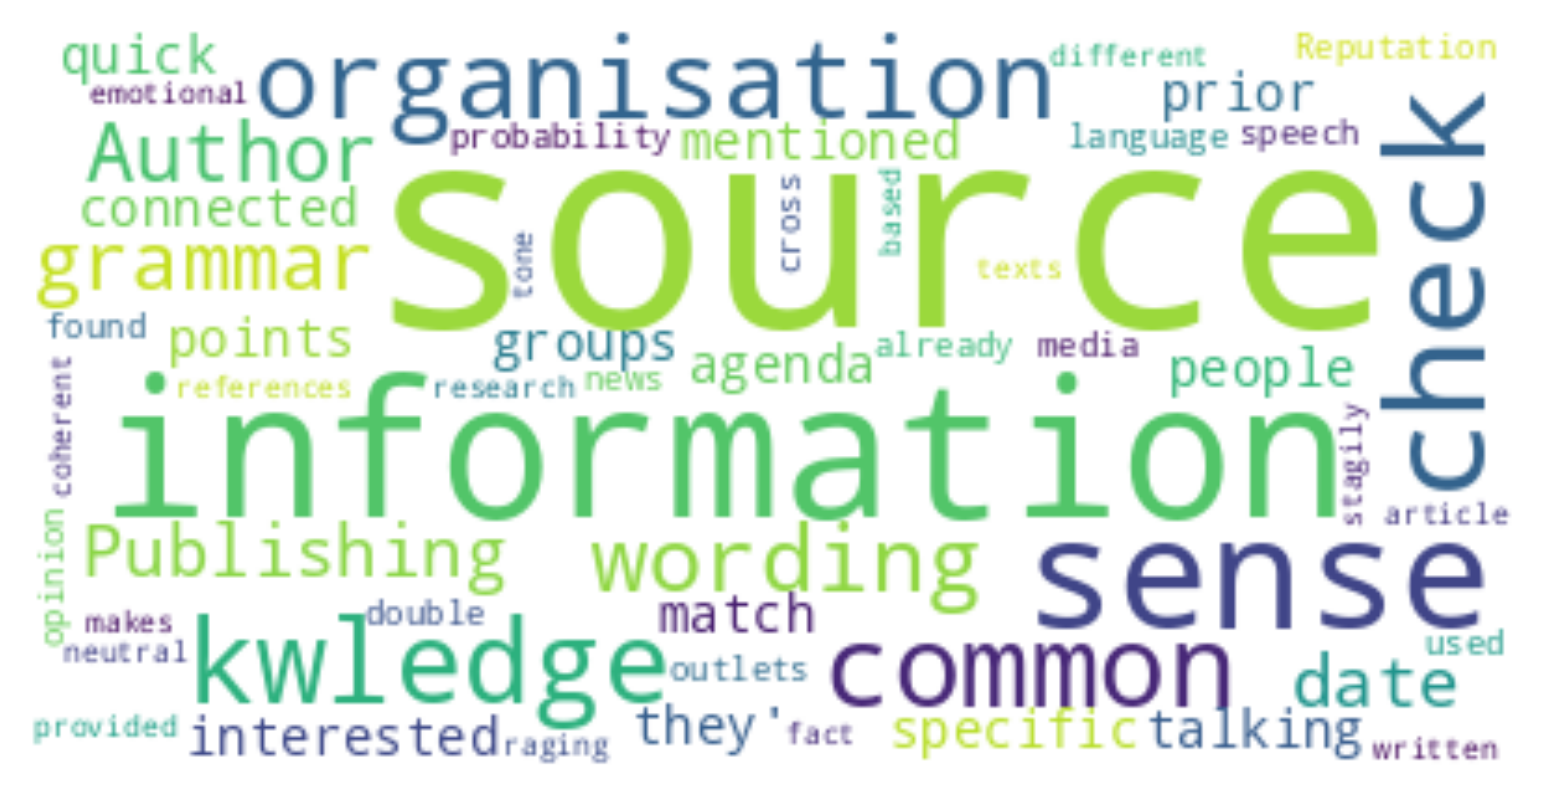 quick
organisation
different
Reputation
emotional
prior
check
Author
probability
mentioned
language
speech
connected
source
cross
based
grammar
tone
texts
found
points
groups
agenda
already
media
people
coherent
references
research
news
information
stagily
article
opinion
Publishing
wording
sense
makes
double
match
neutral
kwledge
outlets
common
used
date
provided
interested
raging
they'
fact
specific
talking
written